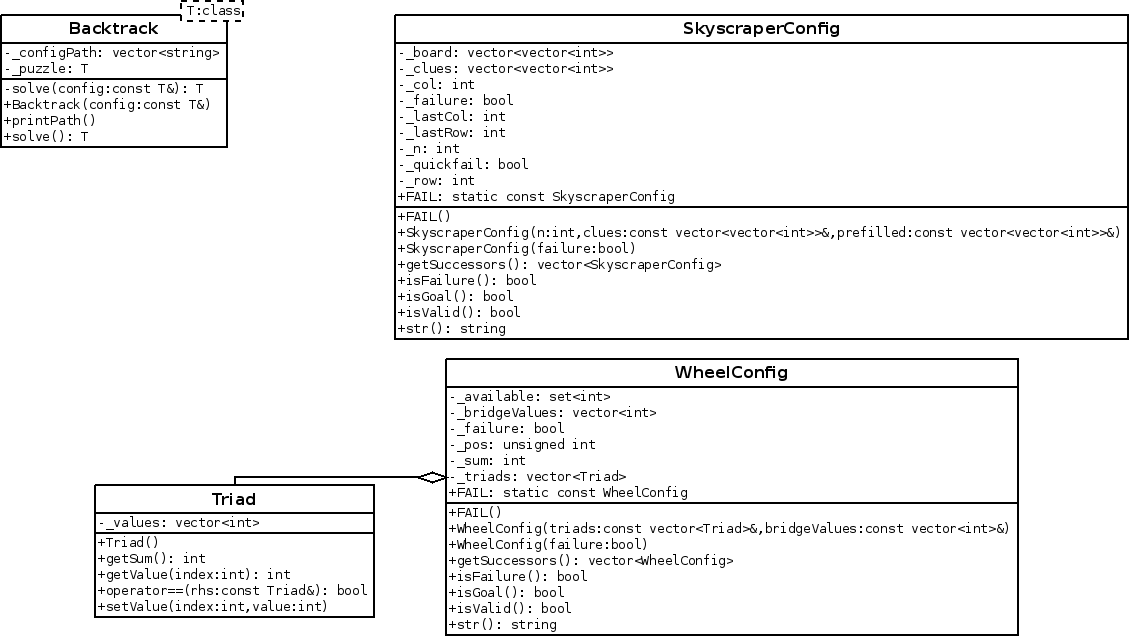 T:class
Backtrack
-_configPath: vector<string>
-_puzzle: T
-solve(config:const T&): T
+Backtrack(config:const T&)
+printPath()
+solve(): T
SkyscraperConfig
-_board: vector<vector<int>>
-_clues: vector<vector<int>>
-_col: int
-_failure: bool
-_lastCol: int
-_lastRow: int
-_n: int
-_quickfail: bool
-_row: int
+FAIL: static const SkyscraperConfig
+FAIL()
+SkyscraperConfig(n:int,clues:const vector<vector<int>>&,prefilled:const vector<vector<int>>&)
+SkyscraperConfig(failure:bool)
+getSuccessors(): vector<SkyscraperConfig>
+isFailure(): bool
+isGoal(): bool
+isValid(): bool
+str(): string
WheelConfig
-_available: set<int>
-_bridgeValues: vector<int>
-_failure: bool
-_pos: unsigned int
-_sum: int
-_triads: vector<Triad>
+FAIL: static const WheelConfig
+FAIL()
+WheelConfig(triads:const vector<Triad>&,bridgeValues:const vector<int>&)
+WheelConfig(failure:bool)
+getSuccessors(): vector<WheelConfig>
+isFailure(): bool
+isGoal(): bool
+isValid(): bool
+str(): string
Triad
-_values: vector<int>
+Triad()
+getSum(): int
+getValue(index:int): int
+operator==(rhs:const Triad&): bool
+setValue(index:int,value:int)